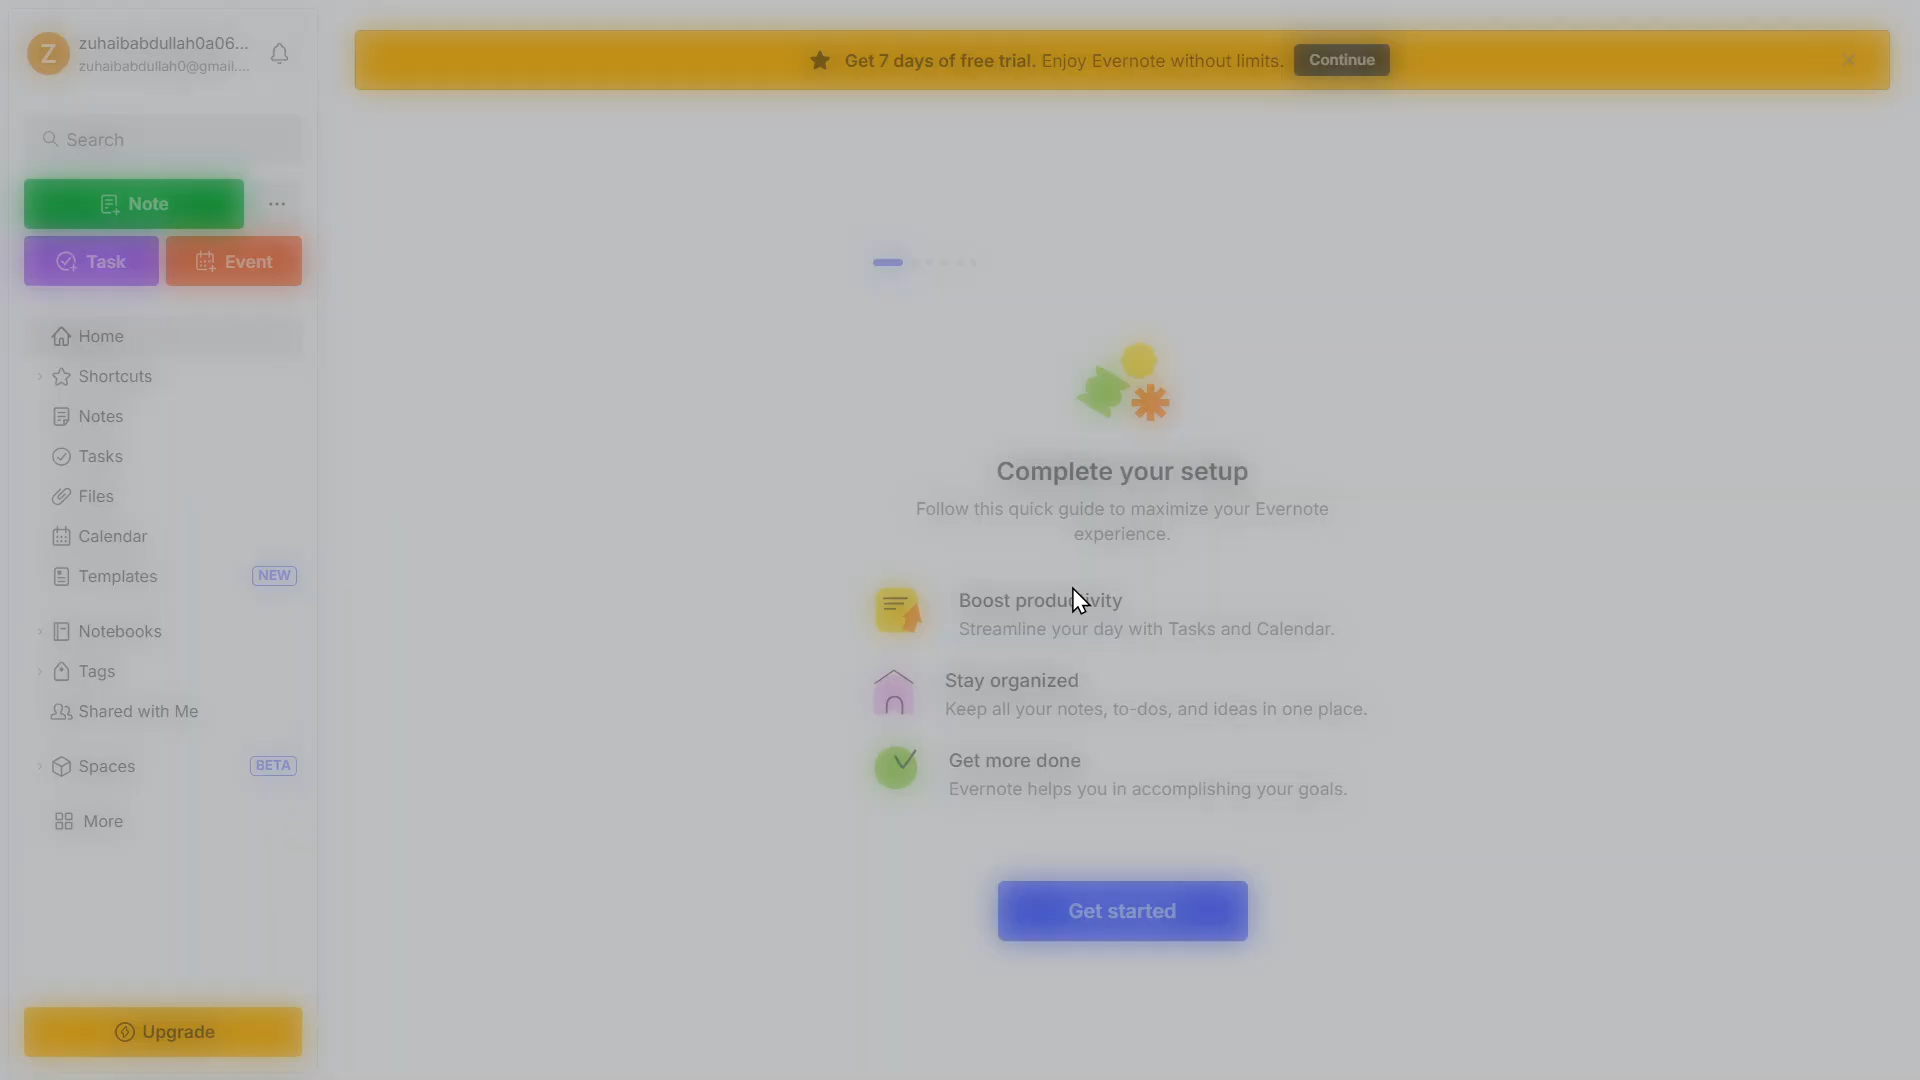 Z
zuhaibabdullah0a06...
zuhaibabdullah0@gmail....
Search
Note
Task
Event
Home
Shortcuts
Notes
Tasks
Files
Calendar
Templates
NEW
Notebooks
Tags
Shared with Me
Spaces
BETA
More
Upgrade
Get 7 days of free trial. Enjoy Evernote without limits.
Continue
Complete your setup
Follow this quick guide to maximize your Evernote
experience.
Boost productivity
Streamline your day with Tasks and Calendar.
Stay organized
Keep all your notes, to-dos, and ideas in one place.
Get more done
Evernote helps you in accomplishing your goals.
Get started